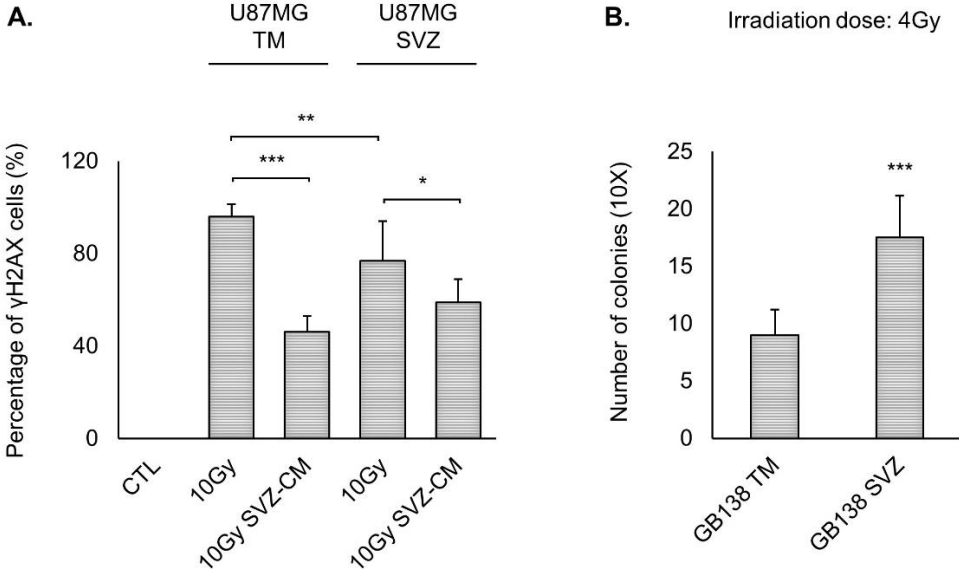 A.
U87MG
TM
U87MG
SVZ
Percentage of γH2AX cells (%)
120
80
40
0
**
***
*
CTL
10Gy
10Gy SVZ-CM
10Gy
10Gy SVZ-CM
B.
Irradiation dose: 4Gy
Number of colonies (10X)
25
20
15
10
5
0
***
GB138 TM
GB138 SVZ